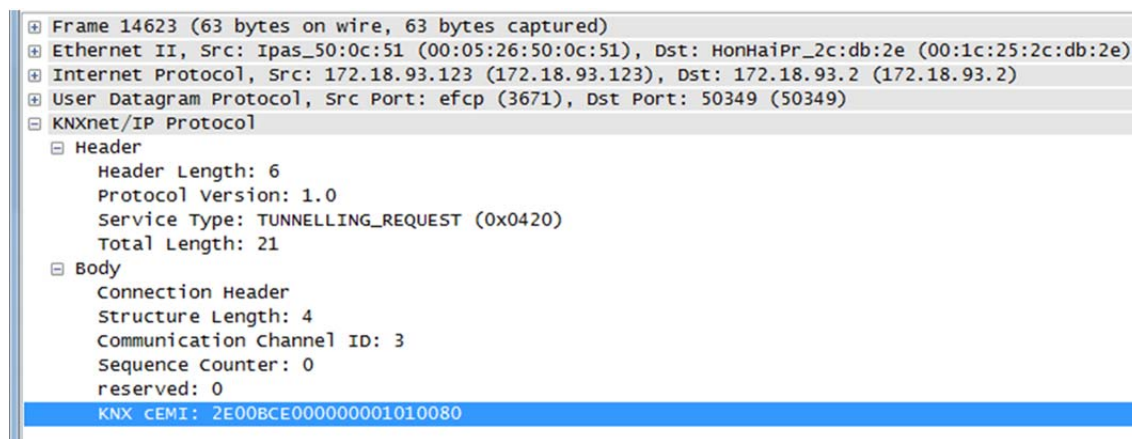 Frame 14623 (63 bytes on wire, 63 bytes captured)
Ethernet II, Src: Ipas_50:0c:51 (00:05:26:50:0c:51), Dst: HonHaiPr_2c:db:2e (00:1c:25:2c:db:2e)
Internet Protocol, Src: 172.18.93.123 (172.18.93.123), Dst: 172.18.93.2 (172.18.93.2)
User Datagram Protocol, Src Port: efcp (3671), Dst Port: 50349 (50349)
KNXnet/IP Protocol
Header
Header Length: 6
Protocol Version: 1.0
Service Type: TUNNELLING_REQUEST (0x0420)
Total Length: 21
Body
Connection Header
Structure Length: 4
Communication Channel ID: 3
Sequence Counter: 0
reserved: 0
KNX cEMI: 2E00BCE000000001010080